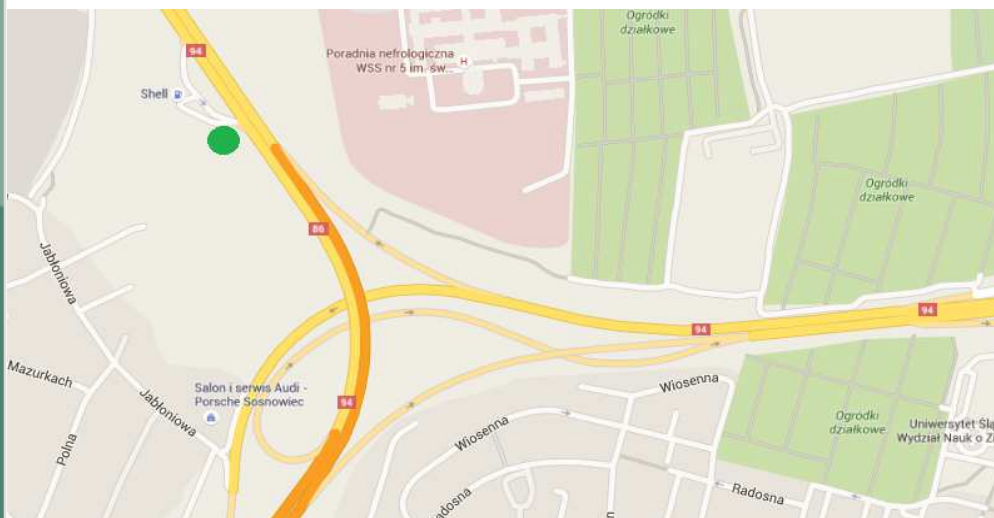 94
Ogródki
działkowe
Poradnia nefrologiczna
WSS nr 5 im. św...
H
Shell
Ogródki
działkowe
86
Jabłoniowa
94
94
Mazurkach
Salon i serwis Audi -
Porsche Sosnowiec
94
Jabłoniowa
Wiosenna
Wiosenna
Ogródki
działkowe
Uniwersytet Ślą
Wydział Nauk o Zi
Polna
Radosna
adosna